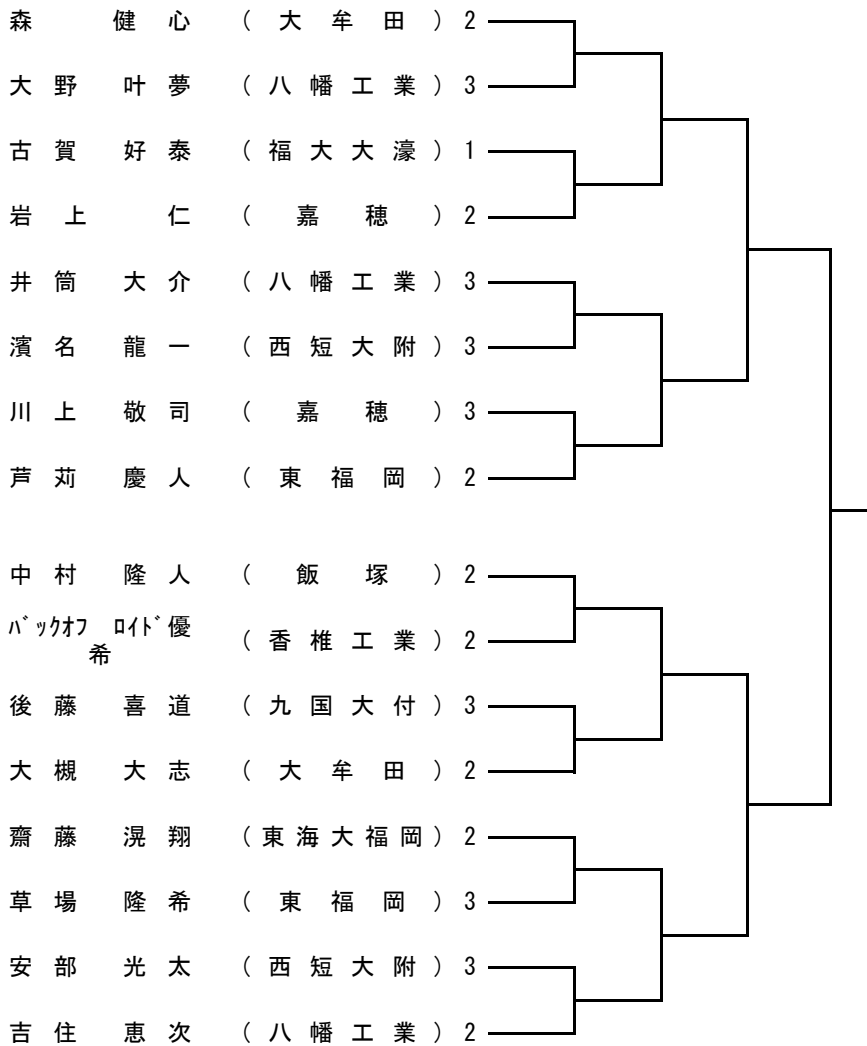 森 健心 (大牟田) 2
大野 叶夢 (八幡工業) 3
古賀 好泰 (福大大濠) 1
岩上 仁 (嘉穂) 2
井筒 大介 (八幡工業) 3
濱名 龍一 (西短大附) 3
川上 敬司 (嘉穂) 3
芦苅 慶人 (東福岡) 2
中村 隆人 (飯塚) 2
ﾊﾞｯｸｵﾌ ﾛｲﾄﾞ優
希 (香椎工業) 2
後藤 喜道 (九国大付) 3
大槻 大志 (大牟田) 2
齋藤 滉翔 (東海大福岡) 2
草場 隆希 (東福岡) 3
安部 光太 (西短大附) 3
吉住 恵次 (八幡工業) 2